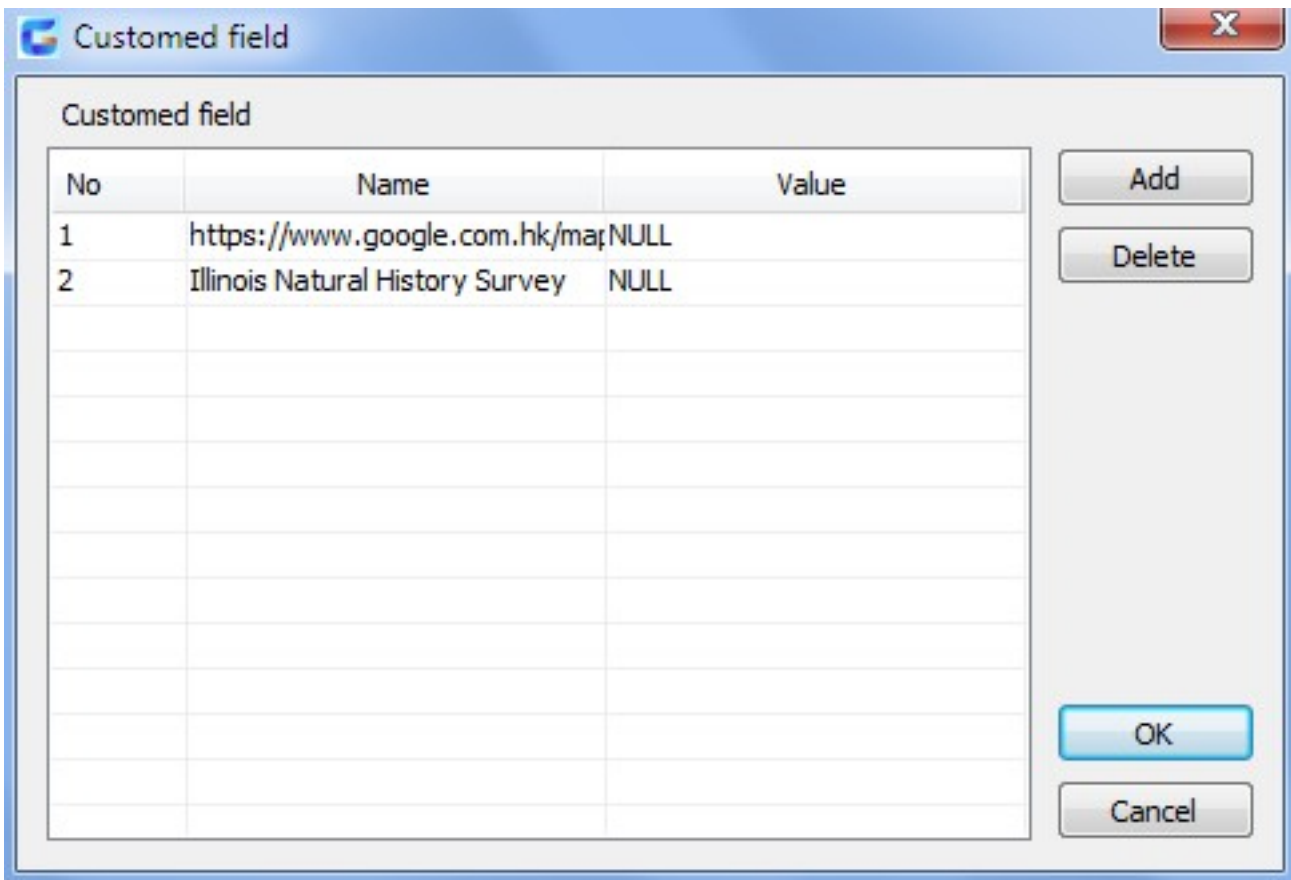 Customed field
Customed field
No Name Value
1 https://www.google.com.hk/map NULL
2 Illinois Natural History Survey NULL
Add
Delete
OK
Cancel